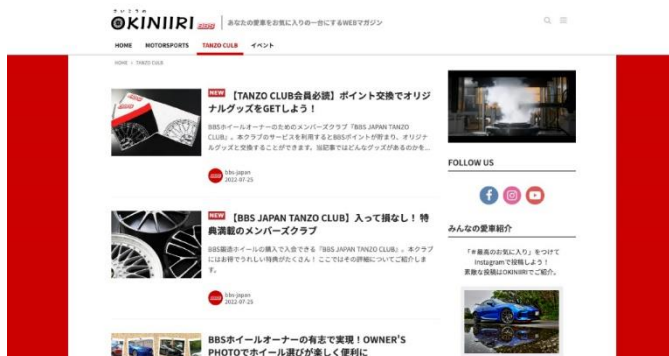 さいこうの
OKINIIRI BBS
あなたの愛車をお気に入りの一台にするWEBマガジン
HOME MOTORSPORTS TANZO CULB イベント
HOME > TANZO CULB
NEW 【TANZO CLUB会員必読】ポイント交換でオリジ
ナルグッズをGETしよう！
BBSホイールオーナーのためのメンバーズクラブ「BBS JAPAN TANZO
CLUB」。本クラブのサービスを利用するとBBSポイントが貯まり、オリジナ
ルグッズと交換することができます。当記事ではどんなグッズがあるのかを...
bbs-japan
2022-07-25
NEW 【BBS JAPAN TANZO CLUB】入って損なし！ 特
典満載のメンバーズクラブ
BBS鍛造ホイールの購入で入会できる「BBS JAPAN TANZO CLUB」。本クラブ
にはお得でうれしい特典がたくさん！ ここではその詳細についてご紹介しま
す。
bbs-japan
2022-07-25
BBSホイールオーナーの有志で実現！OWNER'S
PHOTOでホイール選びが楽しく便利に
FOLLOW US
みんなの愛車紹介
「＃最高のお気に入り」をつけて
Instagramで投稿しよう！
素敵な投稿はOKINIIRIでご紹介。